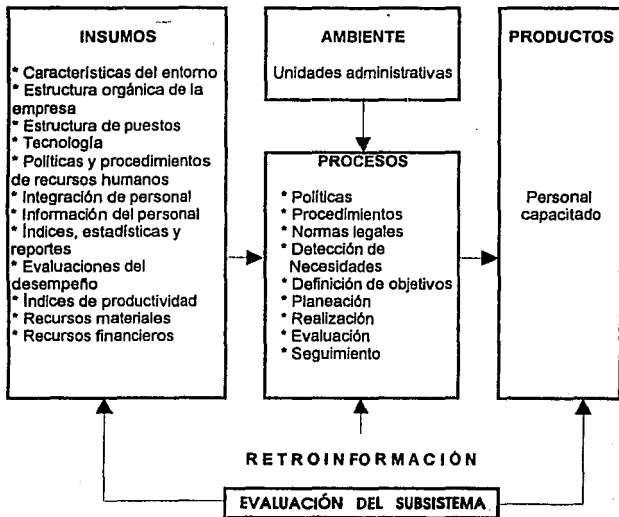 INSUMOS
* Características del entorno
* Estructura orgánica de la
empresa
* Estructura de puestos
* Tecnología
* Políticas y procedimientos
de recursos humanos
* Integración de personal
* Información del personal
* Índices, estadísticas y
reportes
* Evaluaciones del
desempeño
* Índices de productividad
* Recursos materiales
* Recursos financieros
AMBIENTE
Unidades administrativas
PROCESOS
* Políticas
* Procedimientos
* Normas legales
* Detección de
Necesidades
* Definición de objetivos
* Planeación
* Realización
* Evaluación
* Seguimiento
PRODUCTOS
Personal
capacitado
RETROINFORMACIÓN
EVALUACIÓN DEL SUBSISTEMA